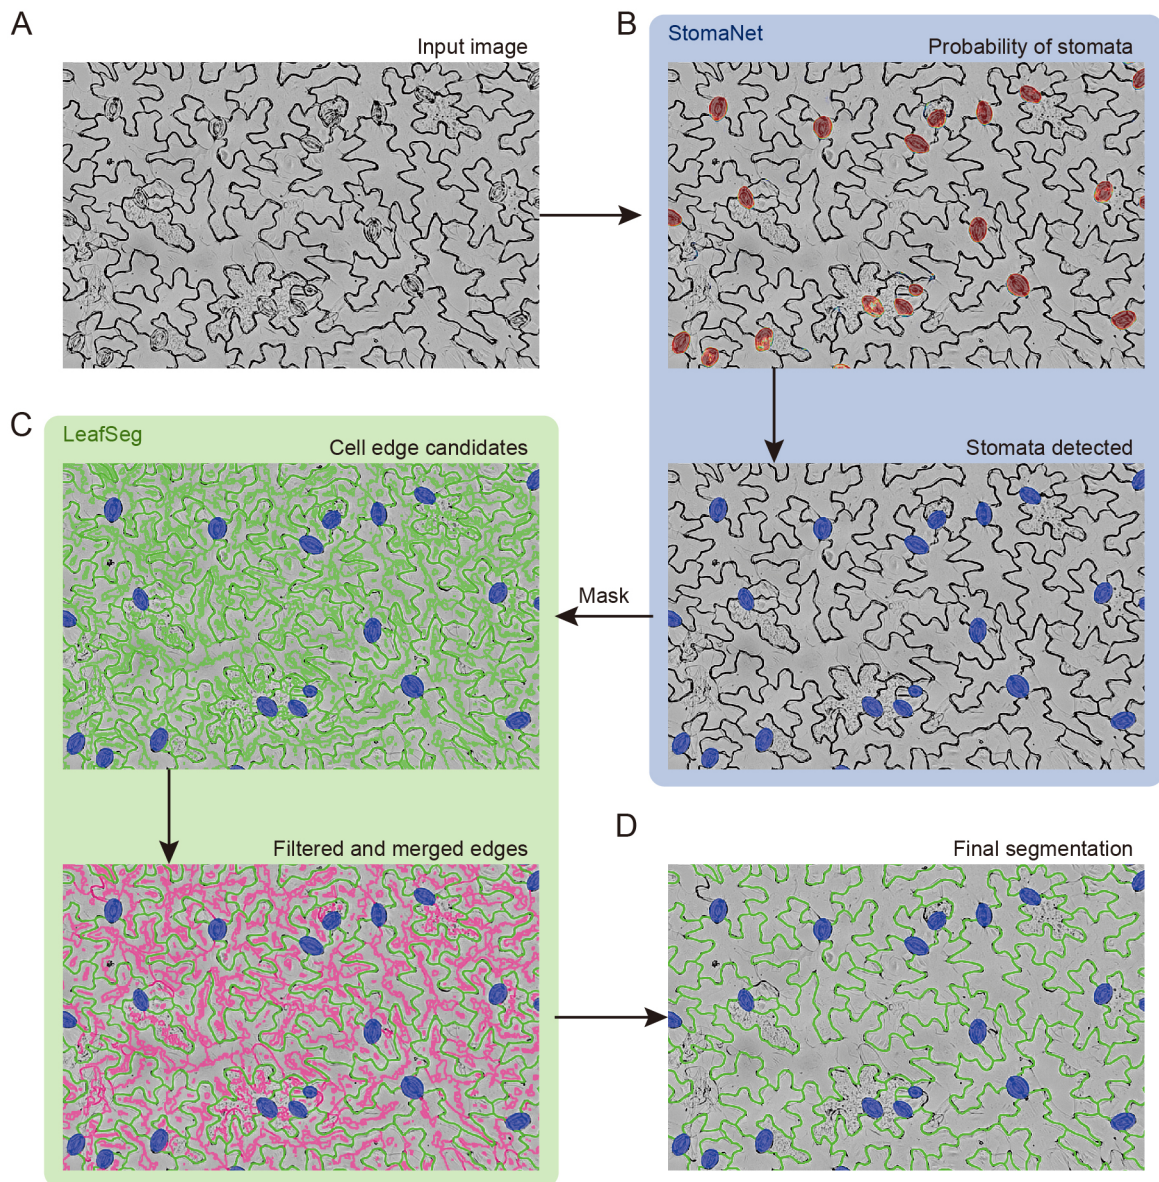 A
Input image
B
StomaNet
Probability of stomata
Stomata detected
Mask
C
LeafSeg
Cell edge candidates
Filtered and merged edges
D
Final segmentation